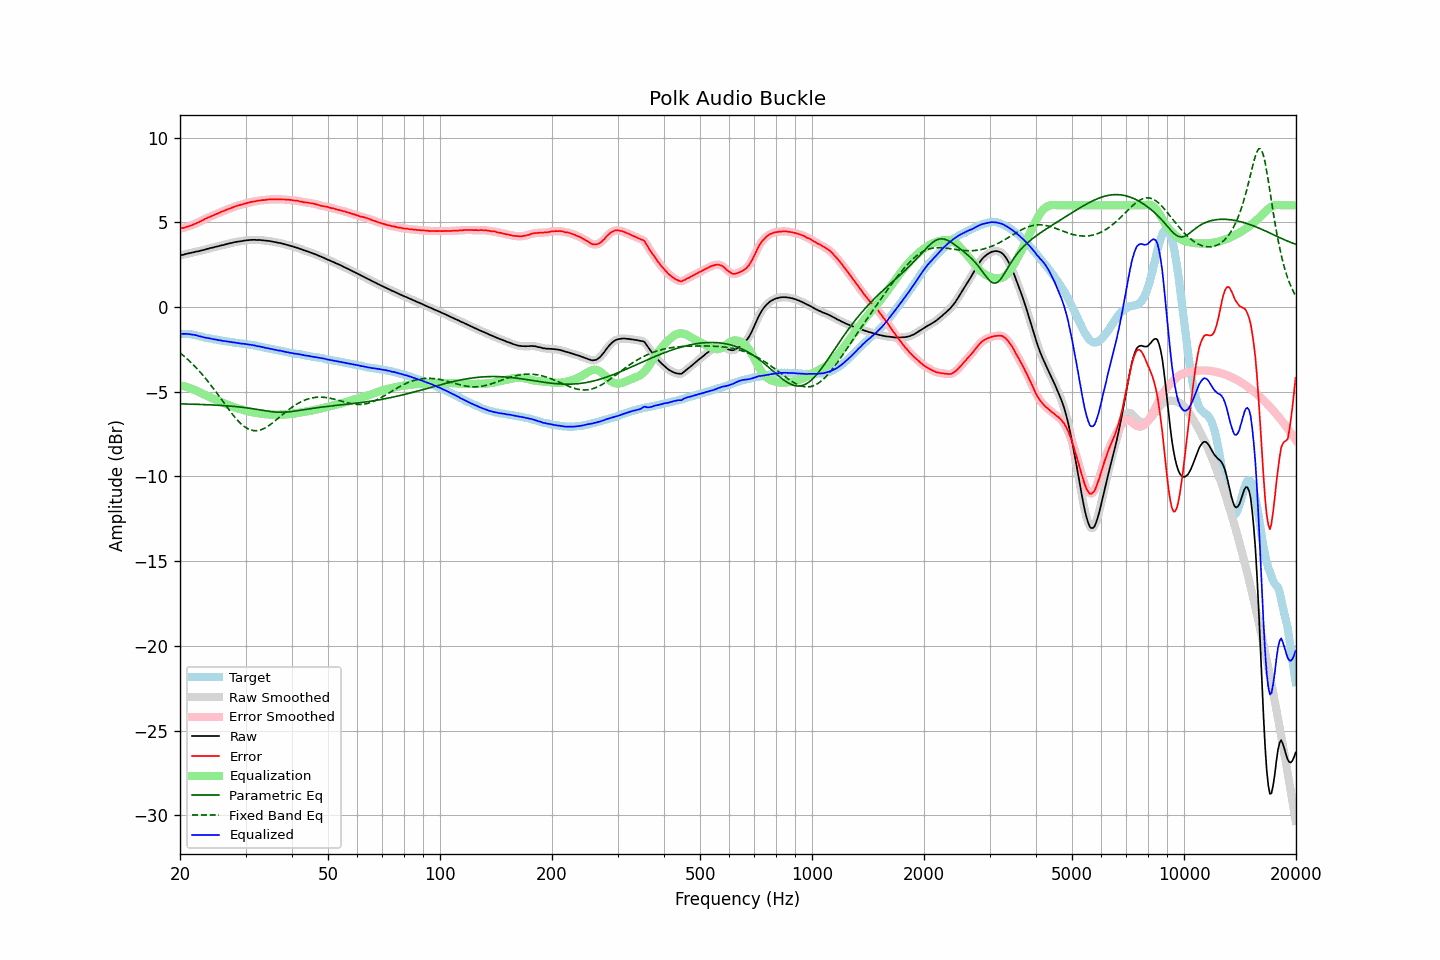 Polk Audio Buckle
Amplitude (dBr)
10
5
0
−5
−10
−15
−20
−25
−30
Target
Raw Smoothed
Error Smoothed
Raw
Error
Equalization
Parametric Eq
Fixed Band Eq
Equalized
20 50 100 200 500 1000 2000 5000 10000 20000
Frequency (Hz)